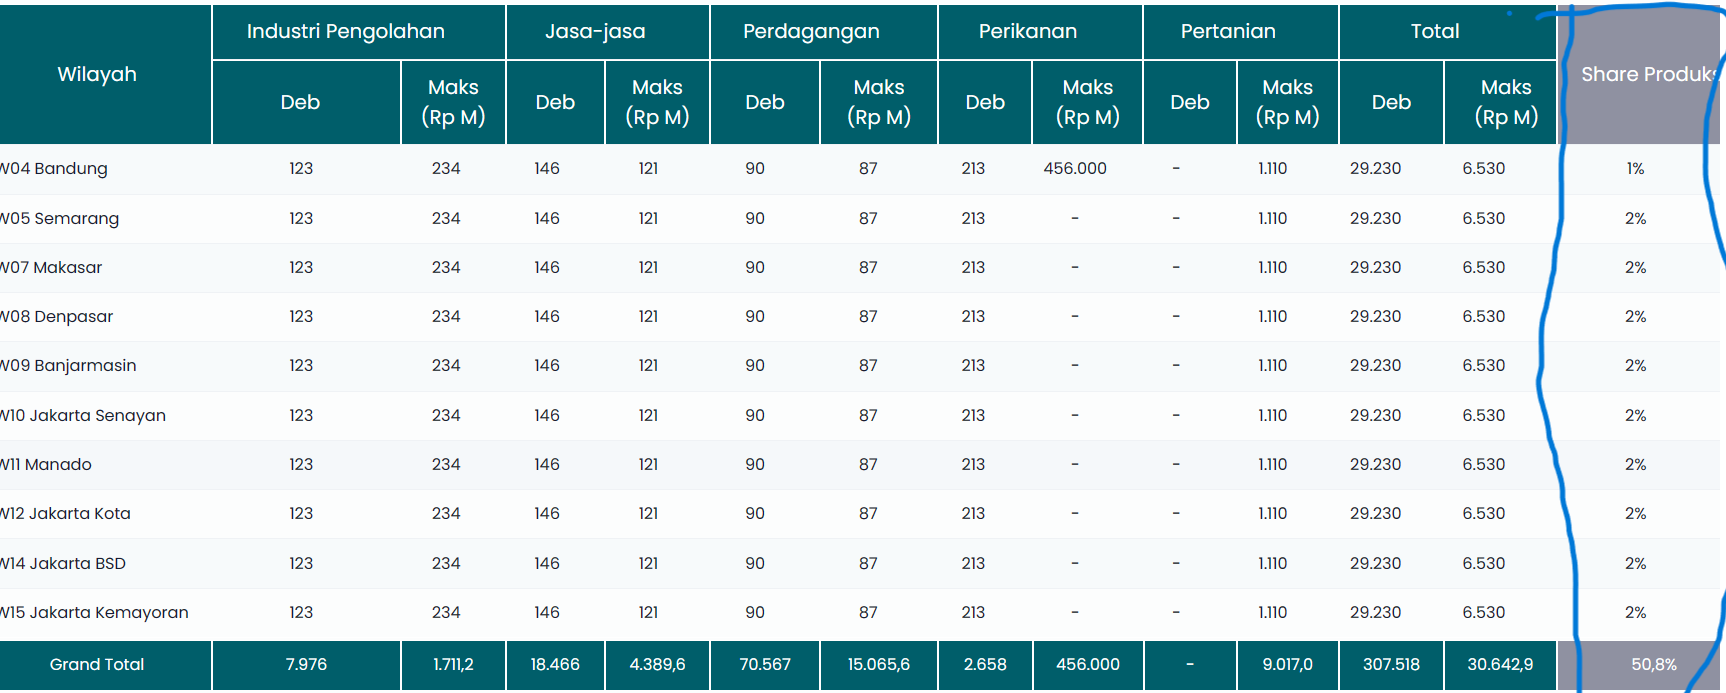 Wilayah Industri Pengolahan Jasa-jasa Perdagangan Perikanan Pertanian Total Share Produks
Deb Maks (Rp M) Deb Maks (Rp M) Deb Maks (Rp M) Deb Maks (Rp M) Deb Maks (Rp M) Deb Maks (Rp M)
W04 Bandung 123 234 146 121 90 87 213 456.000 - 1.110 29.230 6.530 1%
W05 Semarang 123 234 146 121 90 87 213 - - 1.110 29.230 6.530 2%
W07 Makasar 123 234 146 121 90 87 213 - - 1.110 29.230 6.530 2%
W08 Denpasar 123 234 146 121 90 87 213 - - 1.110 29.230 6.530 2%
W09 Banjarmasin 123 234 146 121 90 87 213 - - 1.110 29.230 6.530 2%
W10 Jakarta Senayan 123 234 146 121 90 87 213 - - 1.110 29.230 6.530 2%
W11 Manado 123 234 146 121 90 87 213 - - 1.110 29.230 6.530 2%
W12 Jakarta Kota 123 234 146 121 90 87 213 - - 1.110 29.230 6.530 2%
W14 Jakarta BSD 123 234 146 121 90 87 213 - - 1.110 29.230 6.530 2%
W15 Jakarta Kemayoran 123 234 146 121 90 87 213 - - 1.110 29.230 6.530 2%
Grand Total 7.976 1.711,2 18.466 4.389,6 70.567 15.065,6 2.658 456.000 - 9.017,0 307.518 30.642,9 50,8%